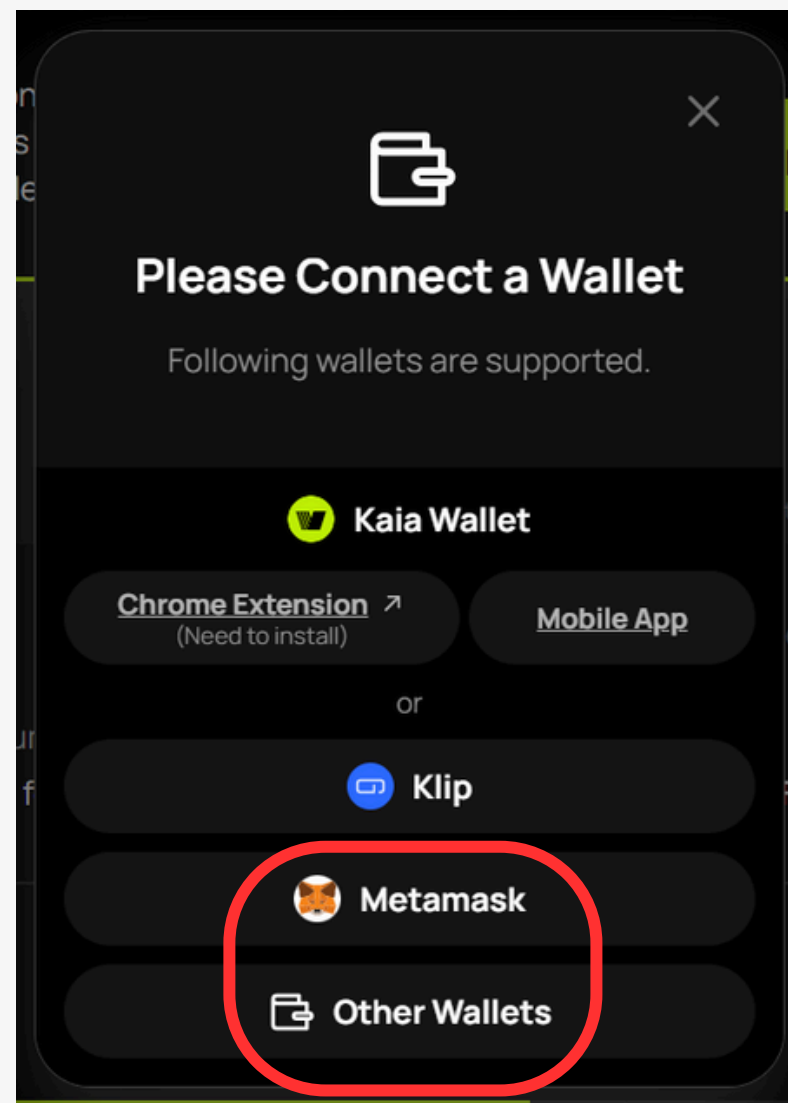 Please Connect a Wallet
Following wallets are supported.
Kaia Wallet
Chrome Extension ↗
(Need to install)
Mobile App
or
Klip
Metamask
Other Wallets